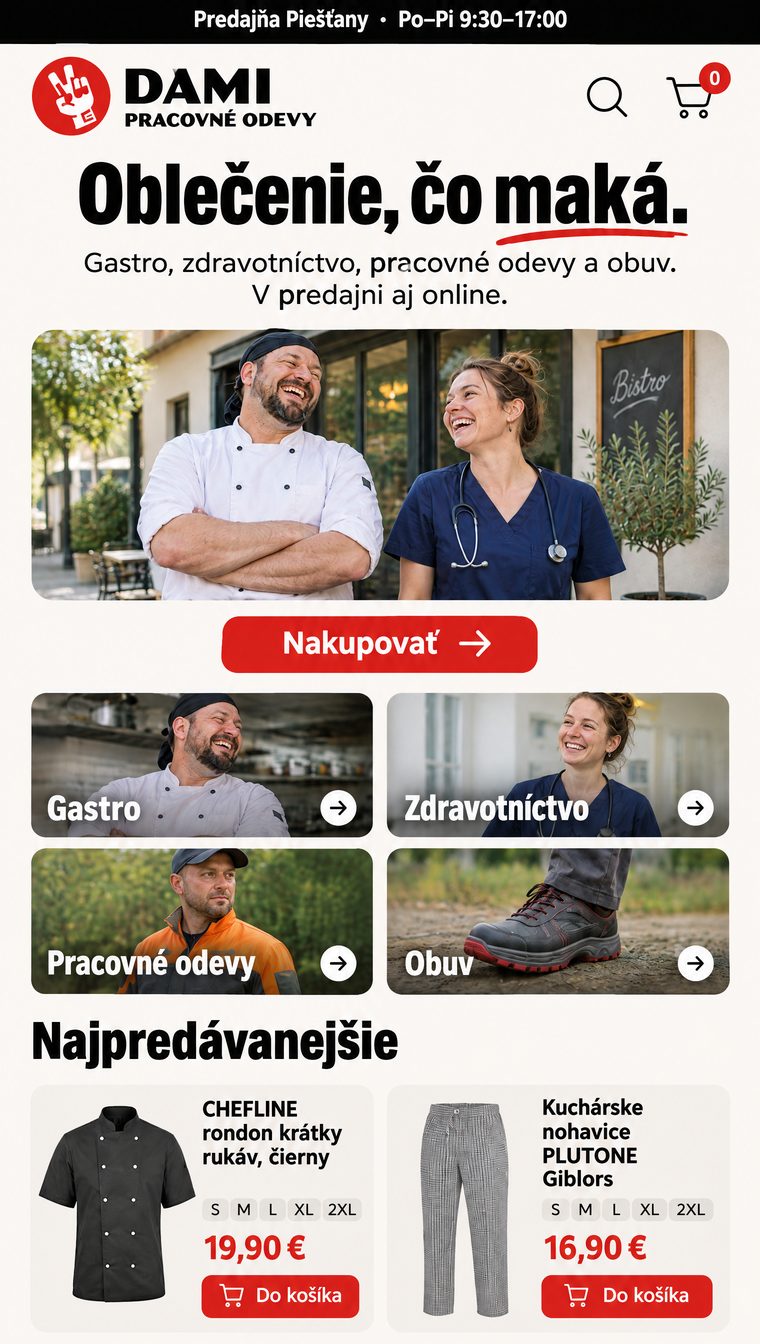 Predajňa Piešťany • Po–Pi 9:30–17:00
DAMI
PRACOVNÉ ODEVY
0
Oblečenie, čo maká.
Gastro, zdravotníctvo, pracovné odevy a obuv.
V predajni aj online.
Bistro
Nakupovať →
Gastro
Zdravotníctvo
Pracovné odevy
Obuv
Najpredávanejšie
CHEFLINE
rondon krátky
rukáv, čierny
S M L XL 2XL
19,90 €
Do košíka
Kuchárske
nohavice
PLUTONE
Giblors
S M L XL 2XL
16,90 €
Do košíka